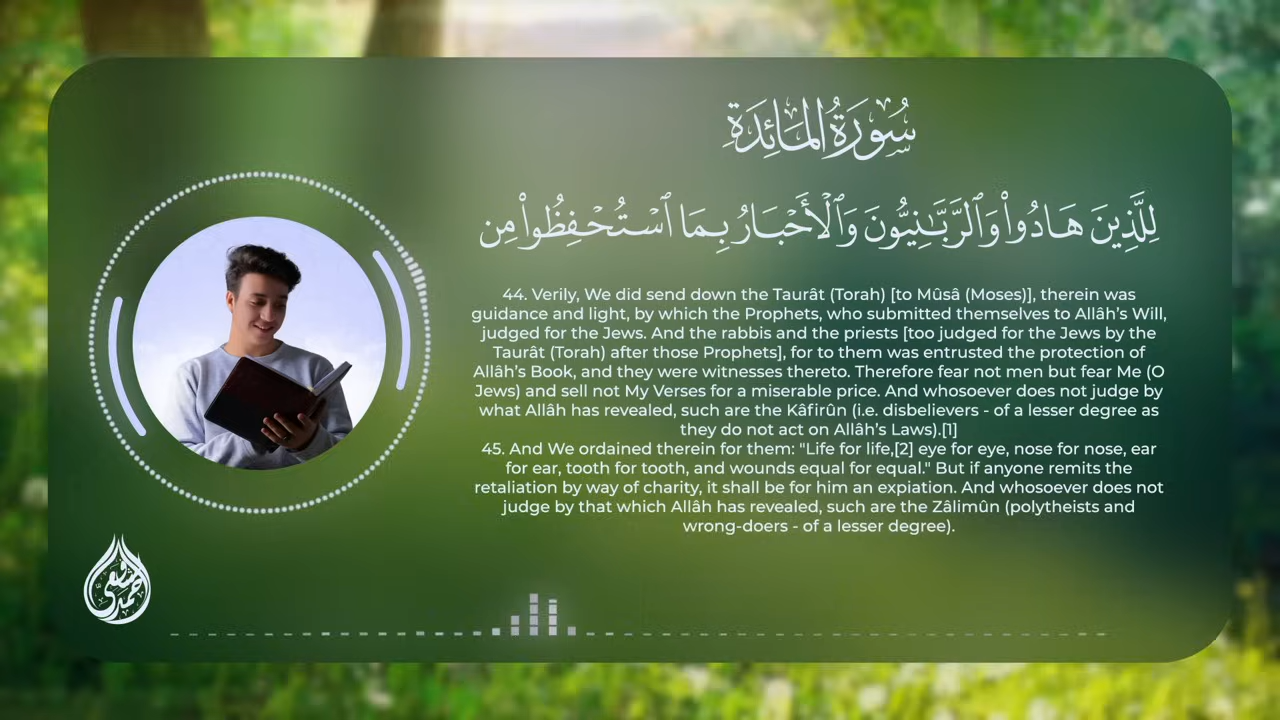 سُورَةُ المَائِدَةِ
لِلَّذِينَ هَادُواْ وَٱلرَّبَّـٰنِيُّونَ وَٱلۡأَحۡبَارُ بِمَا ٱسۡتُحۡفِظُواْ مِن
44. Verily, We did send down the Taurât (Torah) [to Mûsâ (Moses)], therein was
guidance and light, by which the Prophets, who submitted themselves to Allâh’s Will,
judged for the Jews. And the rabbis and the priests [too judged for the Jews by the
Taurât (Torah) after those Prophets], for to them was entrusted the protection of
Allâh’s Book, and they were witnesses thereto. Therefore fear not men but fear Me (O
Jews) and sell not My Verses for a miserable price. And whosoever does not judge by
what Allâh has revealed, such are the Kâfirûn (i.e. disbelievers - of a lesser degree as
they do not act on Allâh’s Laws).[1]
45. And We ordained therein for them: "Life for life,[2] eye for eye, nose for nose, ear
for ear, tooth for tooth, and wounds equal for equal." But if anyone remits the
retaliation by way of charity, it shall be for him an expiation. And whosoever does not
judge by that which Allâh has revealed, such are the Zâlimûn (polytheists and
wrong-doers - of a lesser degree).